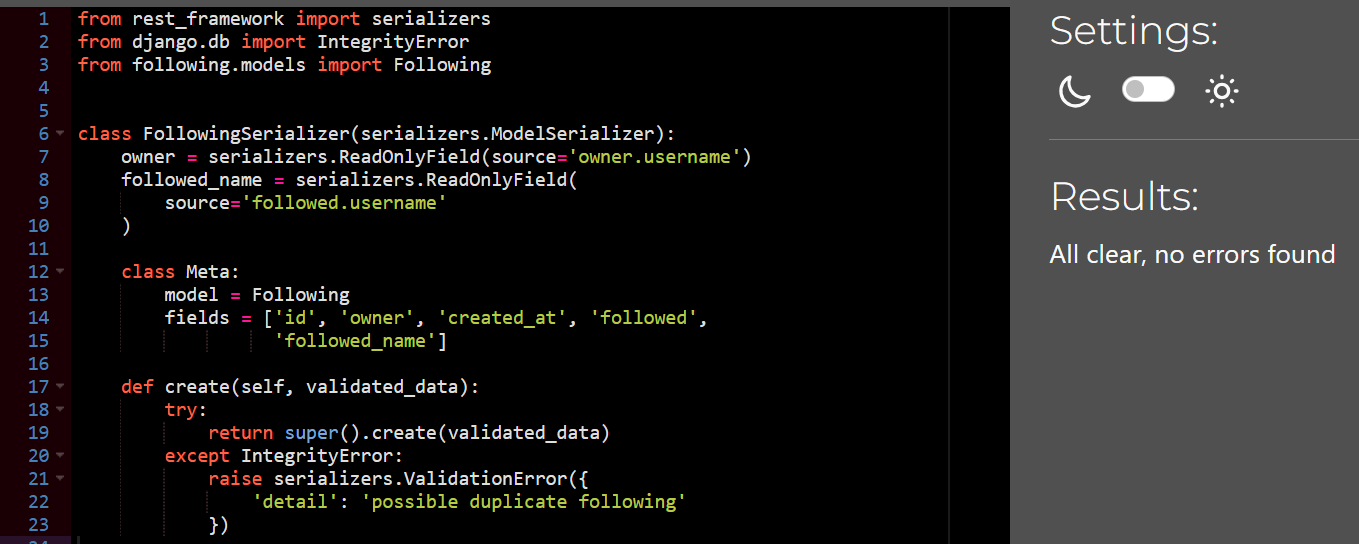 1 from rest_framework import serializers
2 from django.db import IntegrityError
3 from following.models import Following
4
5
6 class FollowingSerializer(serializers.ModelSerializer):
7     owner = serializers.ReadOnlyField(source='owner.username')
8     followed_name = serializers.ReadOnlyField(
9         source='followed.username'
10     )
11
12     class Meta:
13         model = Following
14         fields = ['id', 'owner', 'created_at', 'followed',
15                   'followed_name']
16
17     def create(self, validated_data):
18         try:
19             return super().create(validated_data)
20         except IntegrityError:
21             raise serializers.ValidationError({
22                 'detail': 'possible duplicate following'
23             })
Settings:
Results:
All clear, no errors found